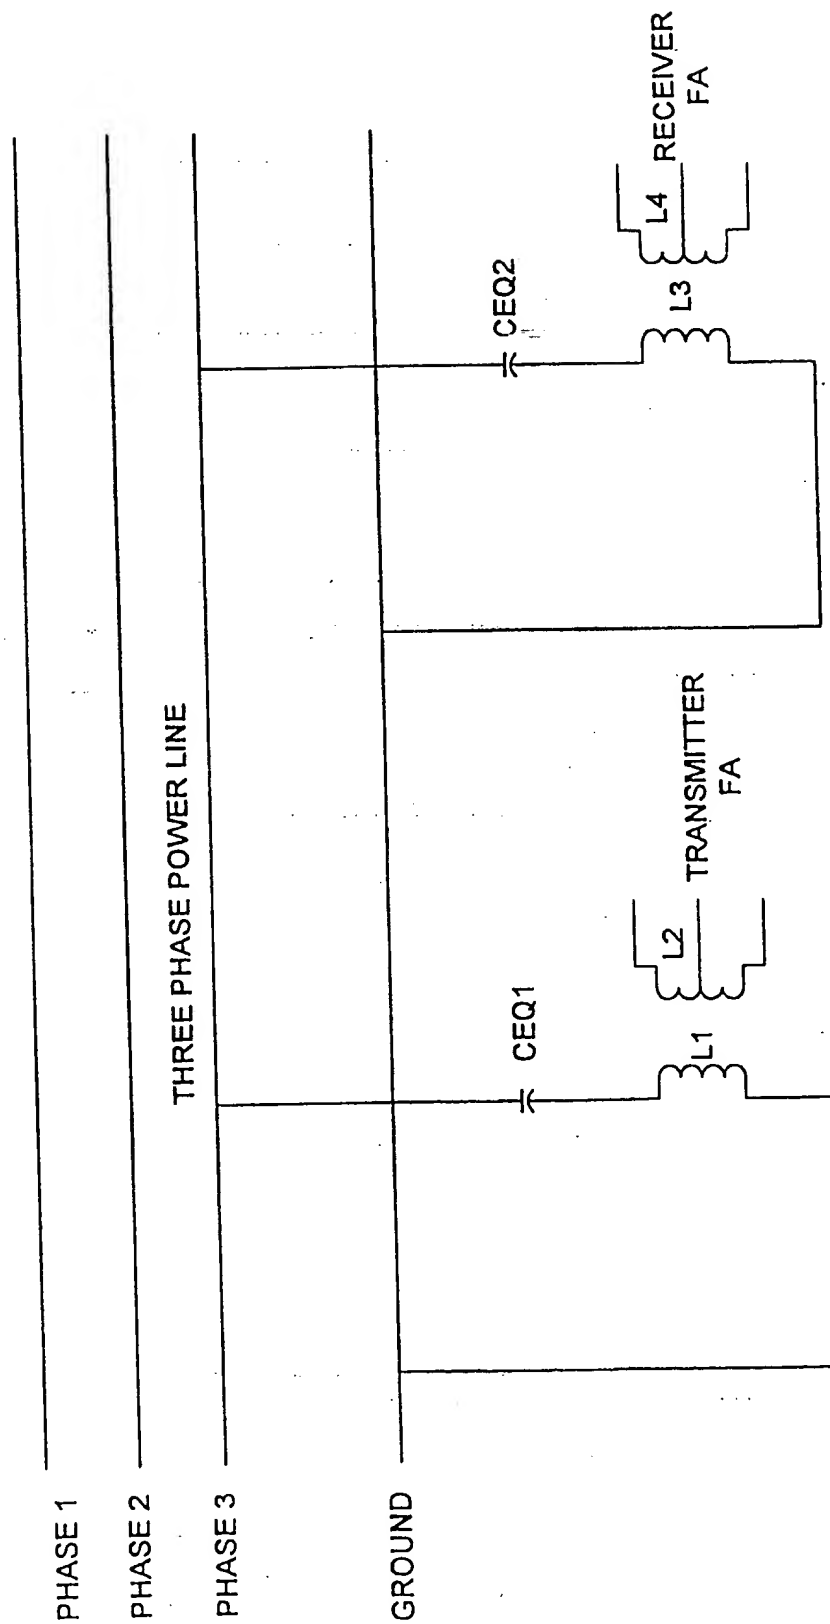 PHASE 1
PHASE 2
PHASE 3
GROUND
THREE PHASE POWER LINE
CEQ1
L1
L2
TRANSMITTER
FA
CEQ2
L3
L4
RECEIVER
FA